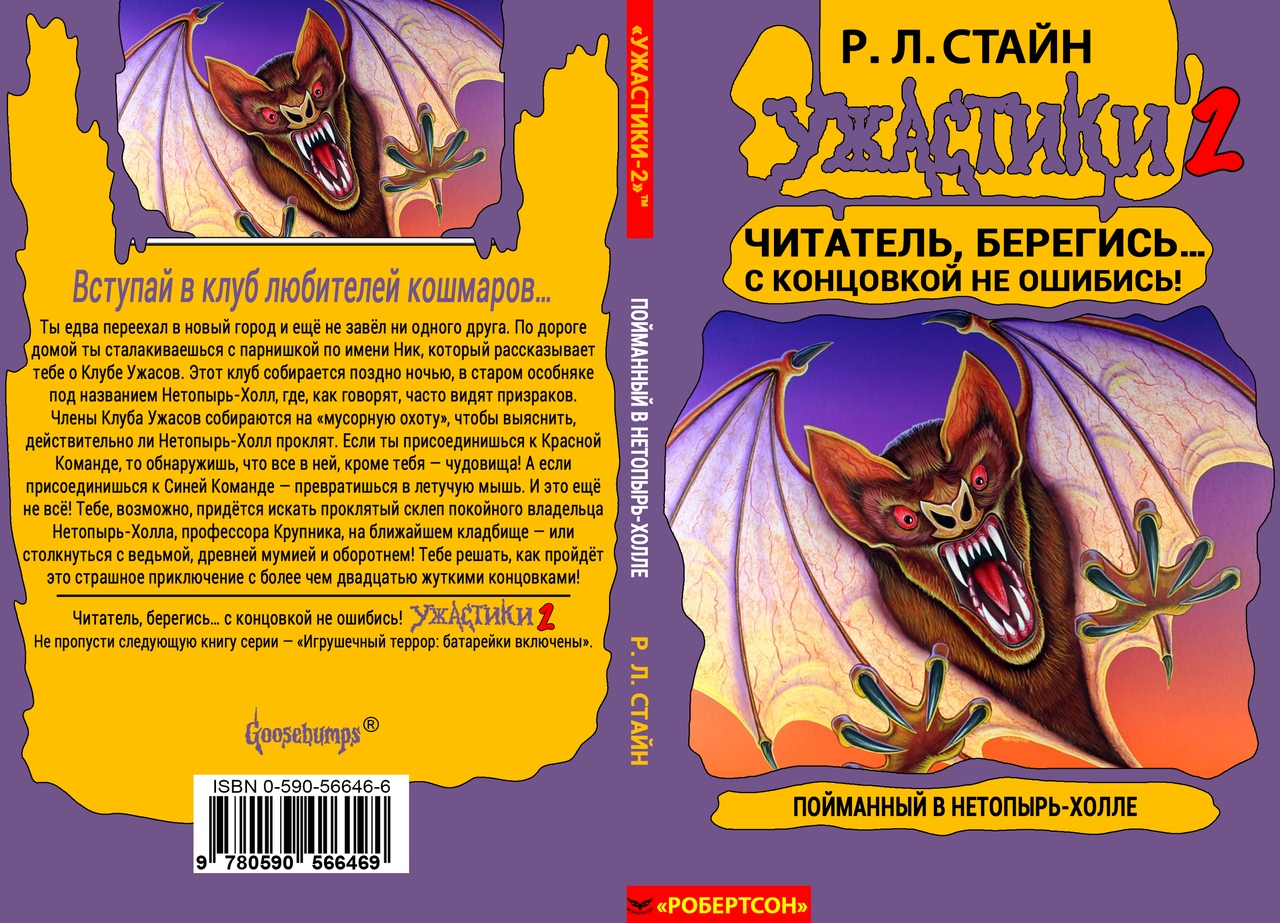 Вступай в клуб любителей кошмаров...
Ты едва переехал в новый город и ещё не завёл ни одного друга. По дороге
домой ты сталакиваешься с парнишкой по имени Ник, который рассказывает
тебе о Клубе Ужасов. Этот клуб собирается поздно ночью, в старом особняке
под названием Нетопырь-Холл, где, как говорят, часто видят призраков.
Члены Клуба Ужасов собираются на «мусорную охоту», чтобы выяснить,
действительно ли Нетопырь-Холл проклят. Если ты присоединишься к Красной
Команде, то обнаружишь, что все в ней, кроме тебя — чудовища! А если
присоединишься к Синей Команде — превратишься в летучую мышь. И это ещё
не всё! Тебе, возможно, придётся искать проклятый склеп покойного владельца
Нетопырь-Холла, профессора Крупника, на ближайшем кладбище — или
столкнуться с ведьмой, древней мумией и оборотнем! Тебе решать, как пройдёт
это страшное приключение с более чем двадцатью жуткими концовками!
Читатель, берегись... с концовкой не ошибись! УЖАСТИКИ 2
Не пропусти следующую книгу серии — «Игрушечный террор: батарейки включены».
Goosebumps®
ISBN 0-590-56646-6
9 780590 566469
«УЖАСТИКИ-2»™
ПОЙМАННЫЙ В НЕТОПЫРЬ-ХОЛЛЕ
Р. Л. СТАЙН
«РОБЕРТСОН»
Р. Л. СТАЙН
УЖАСТИКИ 2
ЧИТАТЕЛЬ, БЕРЕГИСЬ...
С КОНЦОВКОЙ НЕ ОШИБИСЬ!
ПОЙМАННЫЙ В НЕТОПЫРЬ-ХОЛЛЕ